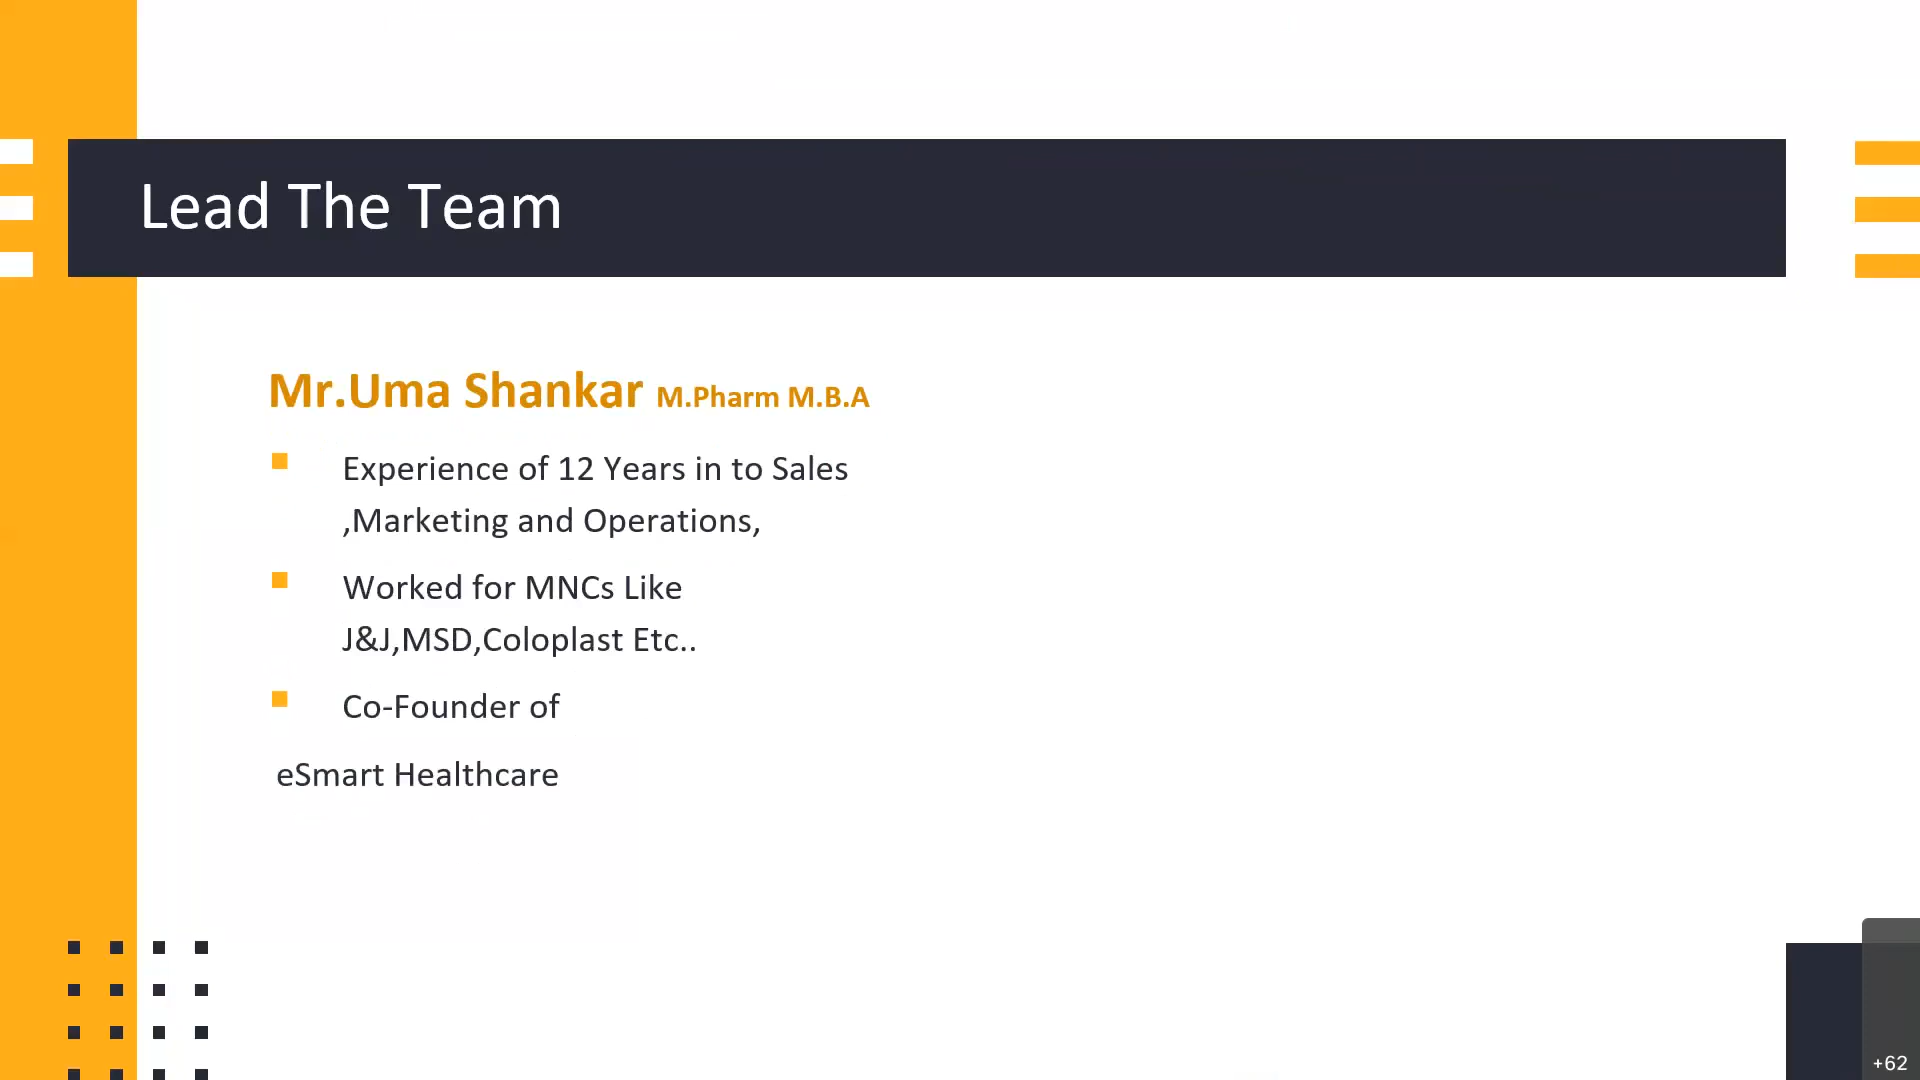 Lead The Team
Mr.Uma Shankar M.Pharm M.B.A
Experience of 12 Years in to Sales
,Marketing and Operations,
Worked for MNCs Like
J&J,MSD,Coloplast Etc..
Co-Founder of
eSmart Healthcare
+62